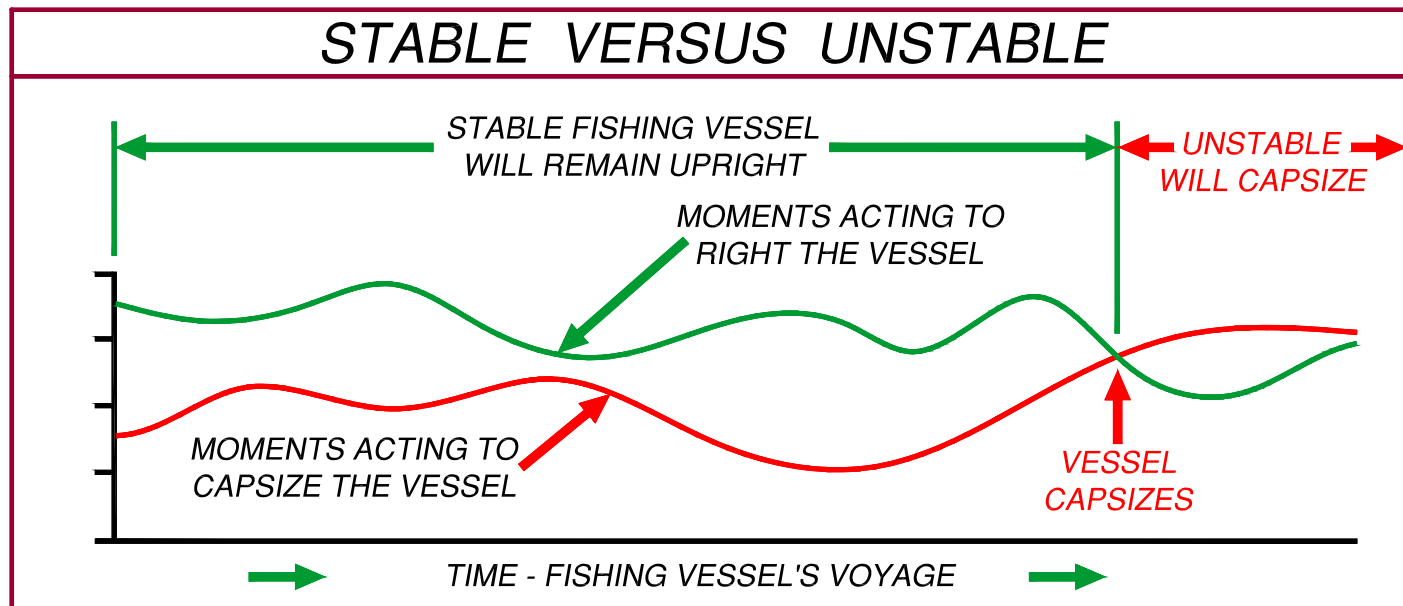 STABLE VERSUS UNSTABLE
STABLE FISHING VESSEL
WILL REMAIN UPRIGHT
UNSTABLE
WILL CAPSIZE
MOMENTS ACTING TO
RIGHT THE VESSEL
MOMENTS ACTING TO
CAPSIZE THE VESSEL
VESSEL
CAPSIZES
TIME - FISHING VESSEL'S VOYAGE